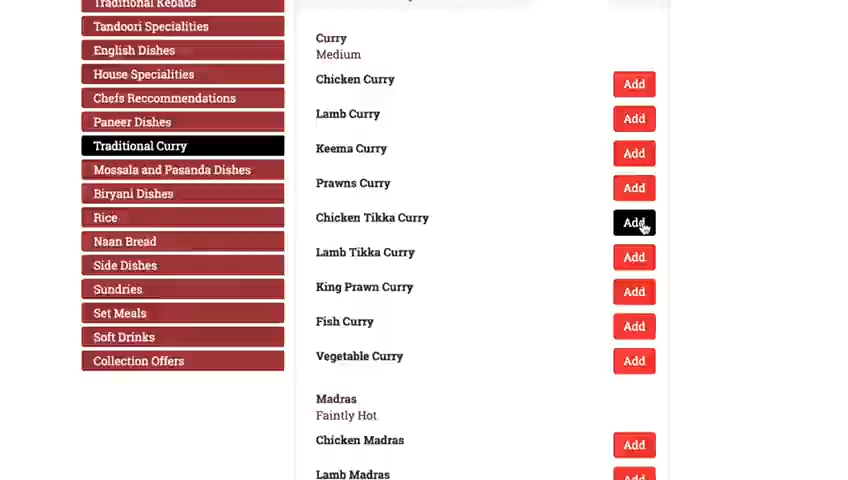 Traditional Kebabs
Tandoori Specialities
English Dishes
House Specialities
Chefs Reccommendations
Paneer Dishes
Traditional Curry
Mossala and Pasanda Dishes
Biryani Dishes
Rice
Naan Bread
Side Dishes
Sundries
Set Meals
Soft Drinks
Collection Offers
Curry
Medium
Chicken Curry Add
Lamb Curry Add
Keema Curry Add
Prawns Curry Add
Chicken Tikka Curry Add
Lamb Tikka Curry Add
King Prawn Curry Add
Fish Curry Add
Vegetable Curry Add
Madras
Faintly Hot
Chicken Madras Add
Lamb Madras Add